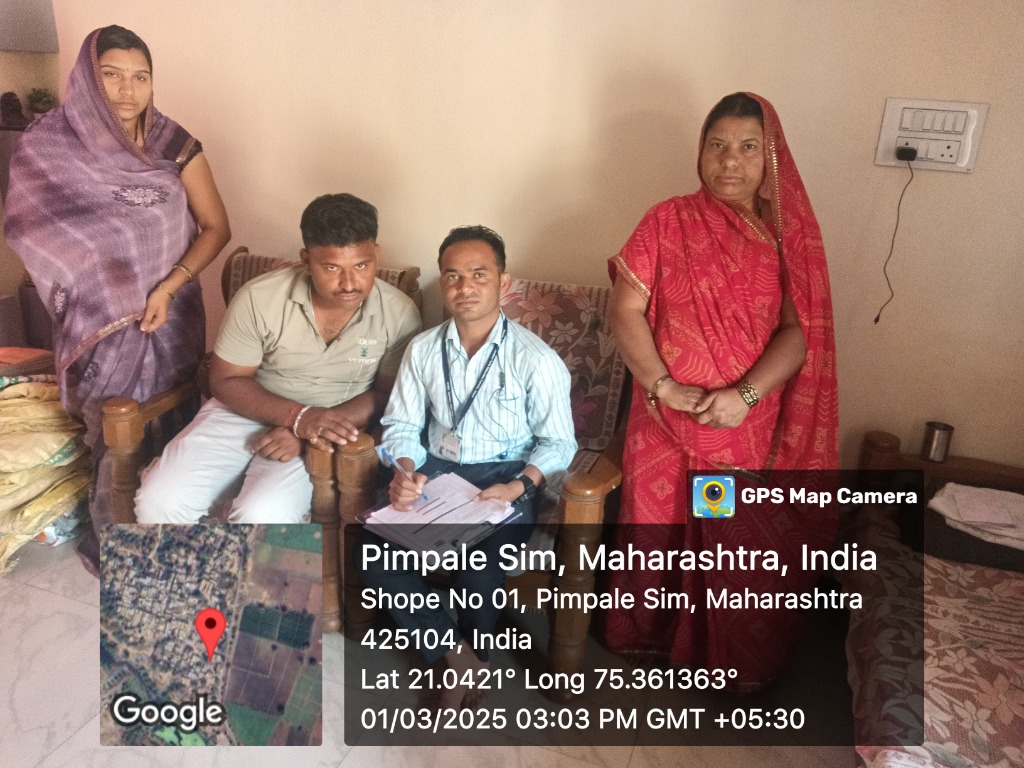 GPS Map Camera
Pimpale Sim, Maharashtra, India
Shope No 01, Pimpale Sim, Maharashtra
425104, India
Lat 21.0421° Long 75.361363°
01/03/2025 03:03 PM GMT +05:30
Google